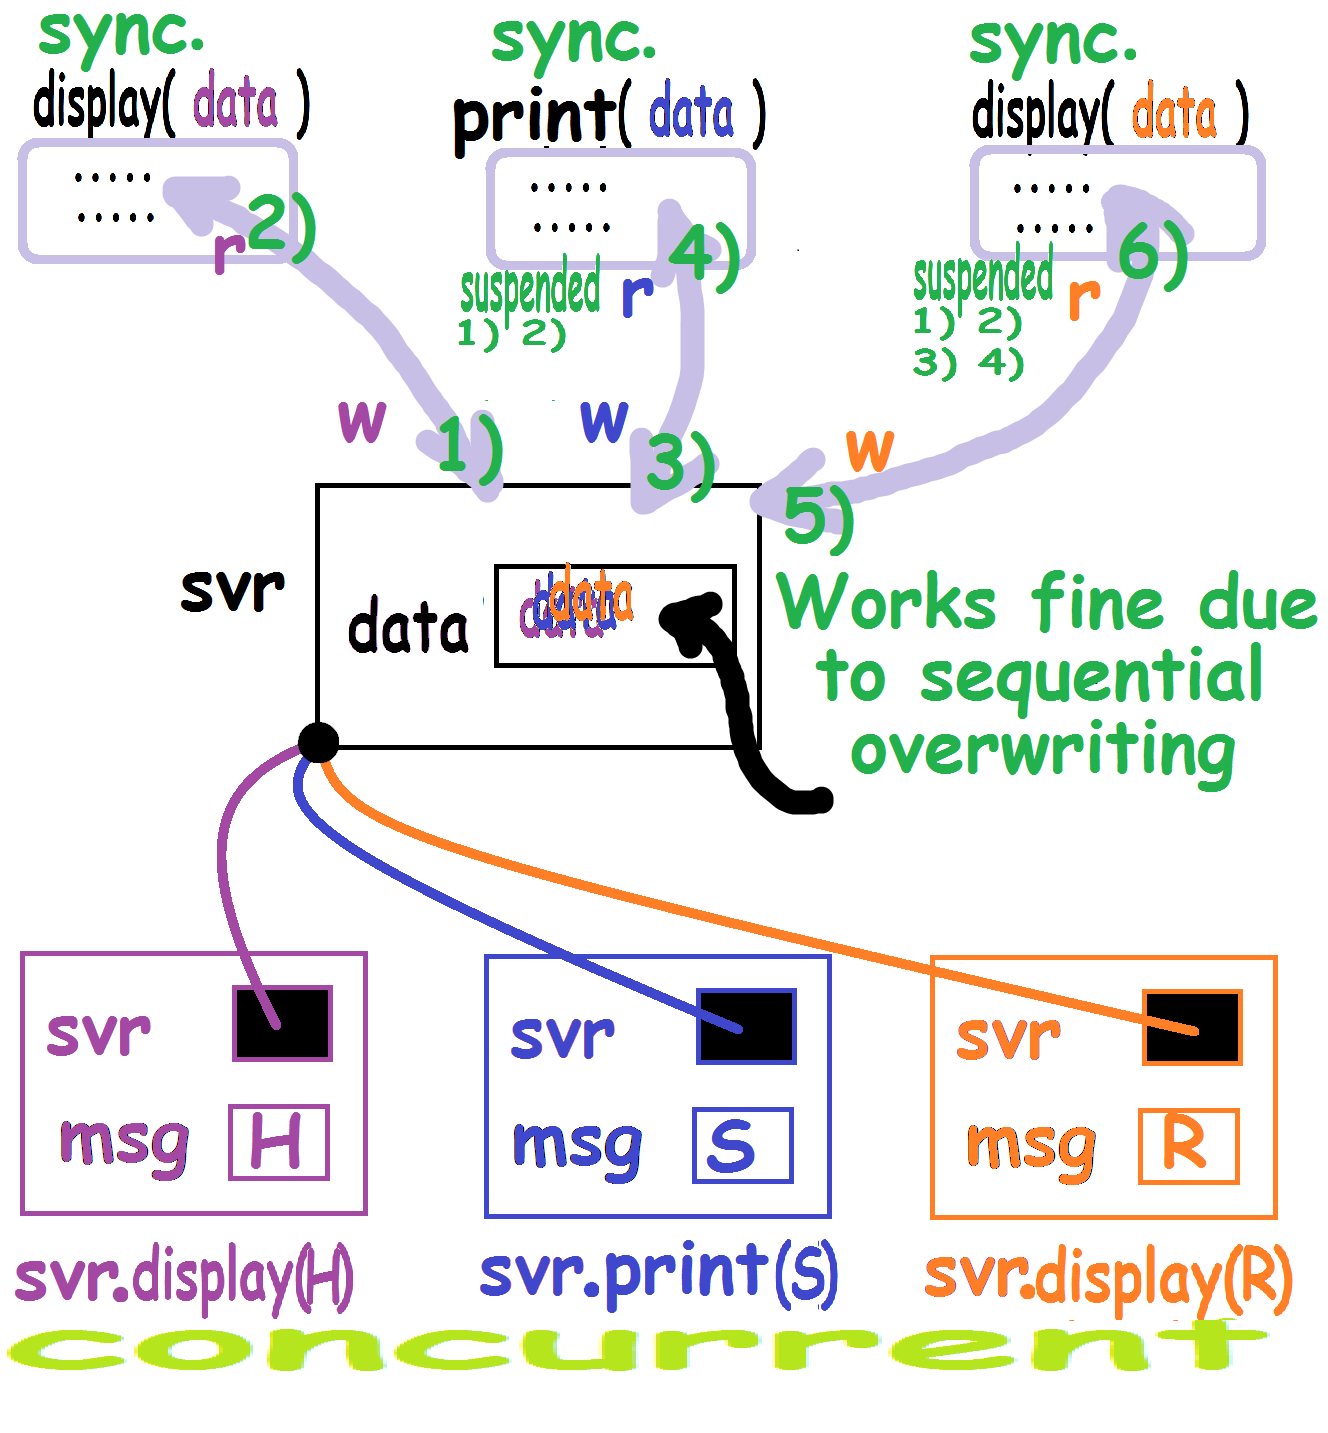 sync.
display( data )
.....
.....
r 2)
w 1)
sync.
print( data )
.....
.....
4)
suspended r
1) 2)
w 3)
sync.
display( data )
.....
.....
6)
suspended r
1) 2)
3) 4)
w
5)
svr
data
data
data
data
Works fine due
to sequential
overwriting
svr
msg H
svr.display(H)
svr
msg S
svr.print(S)
svr
msg R
svr.display(R)
concurrent